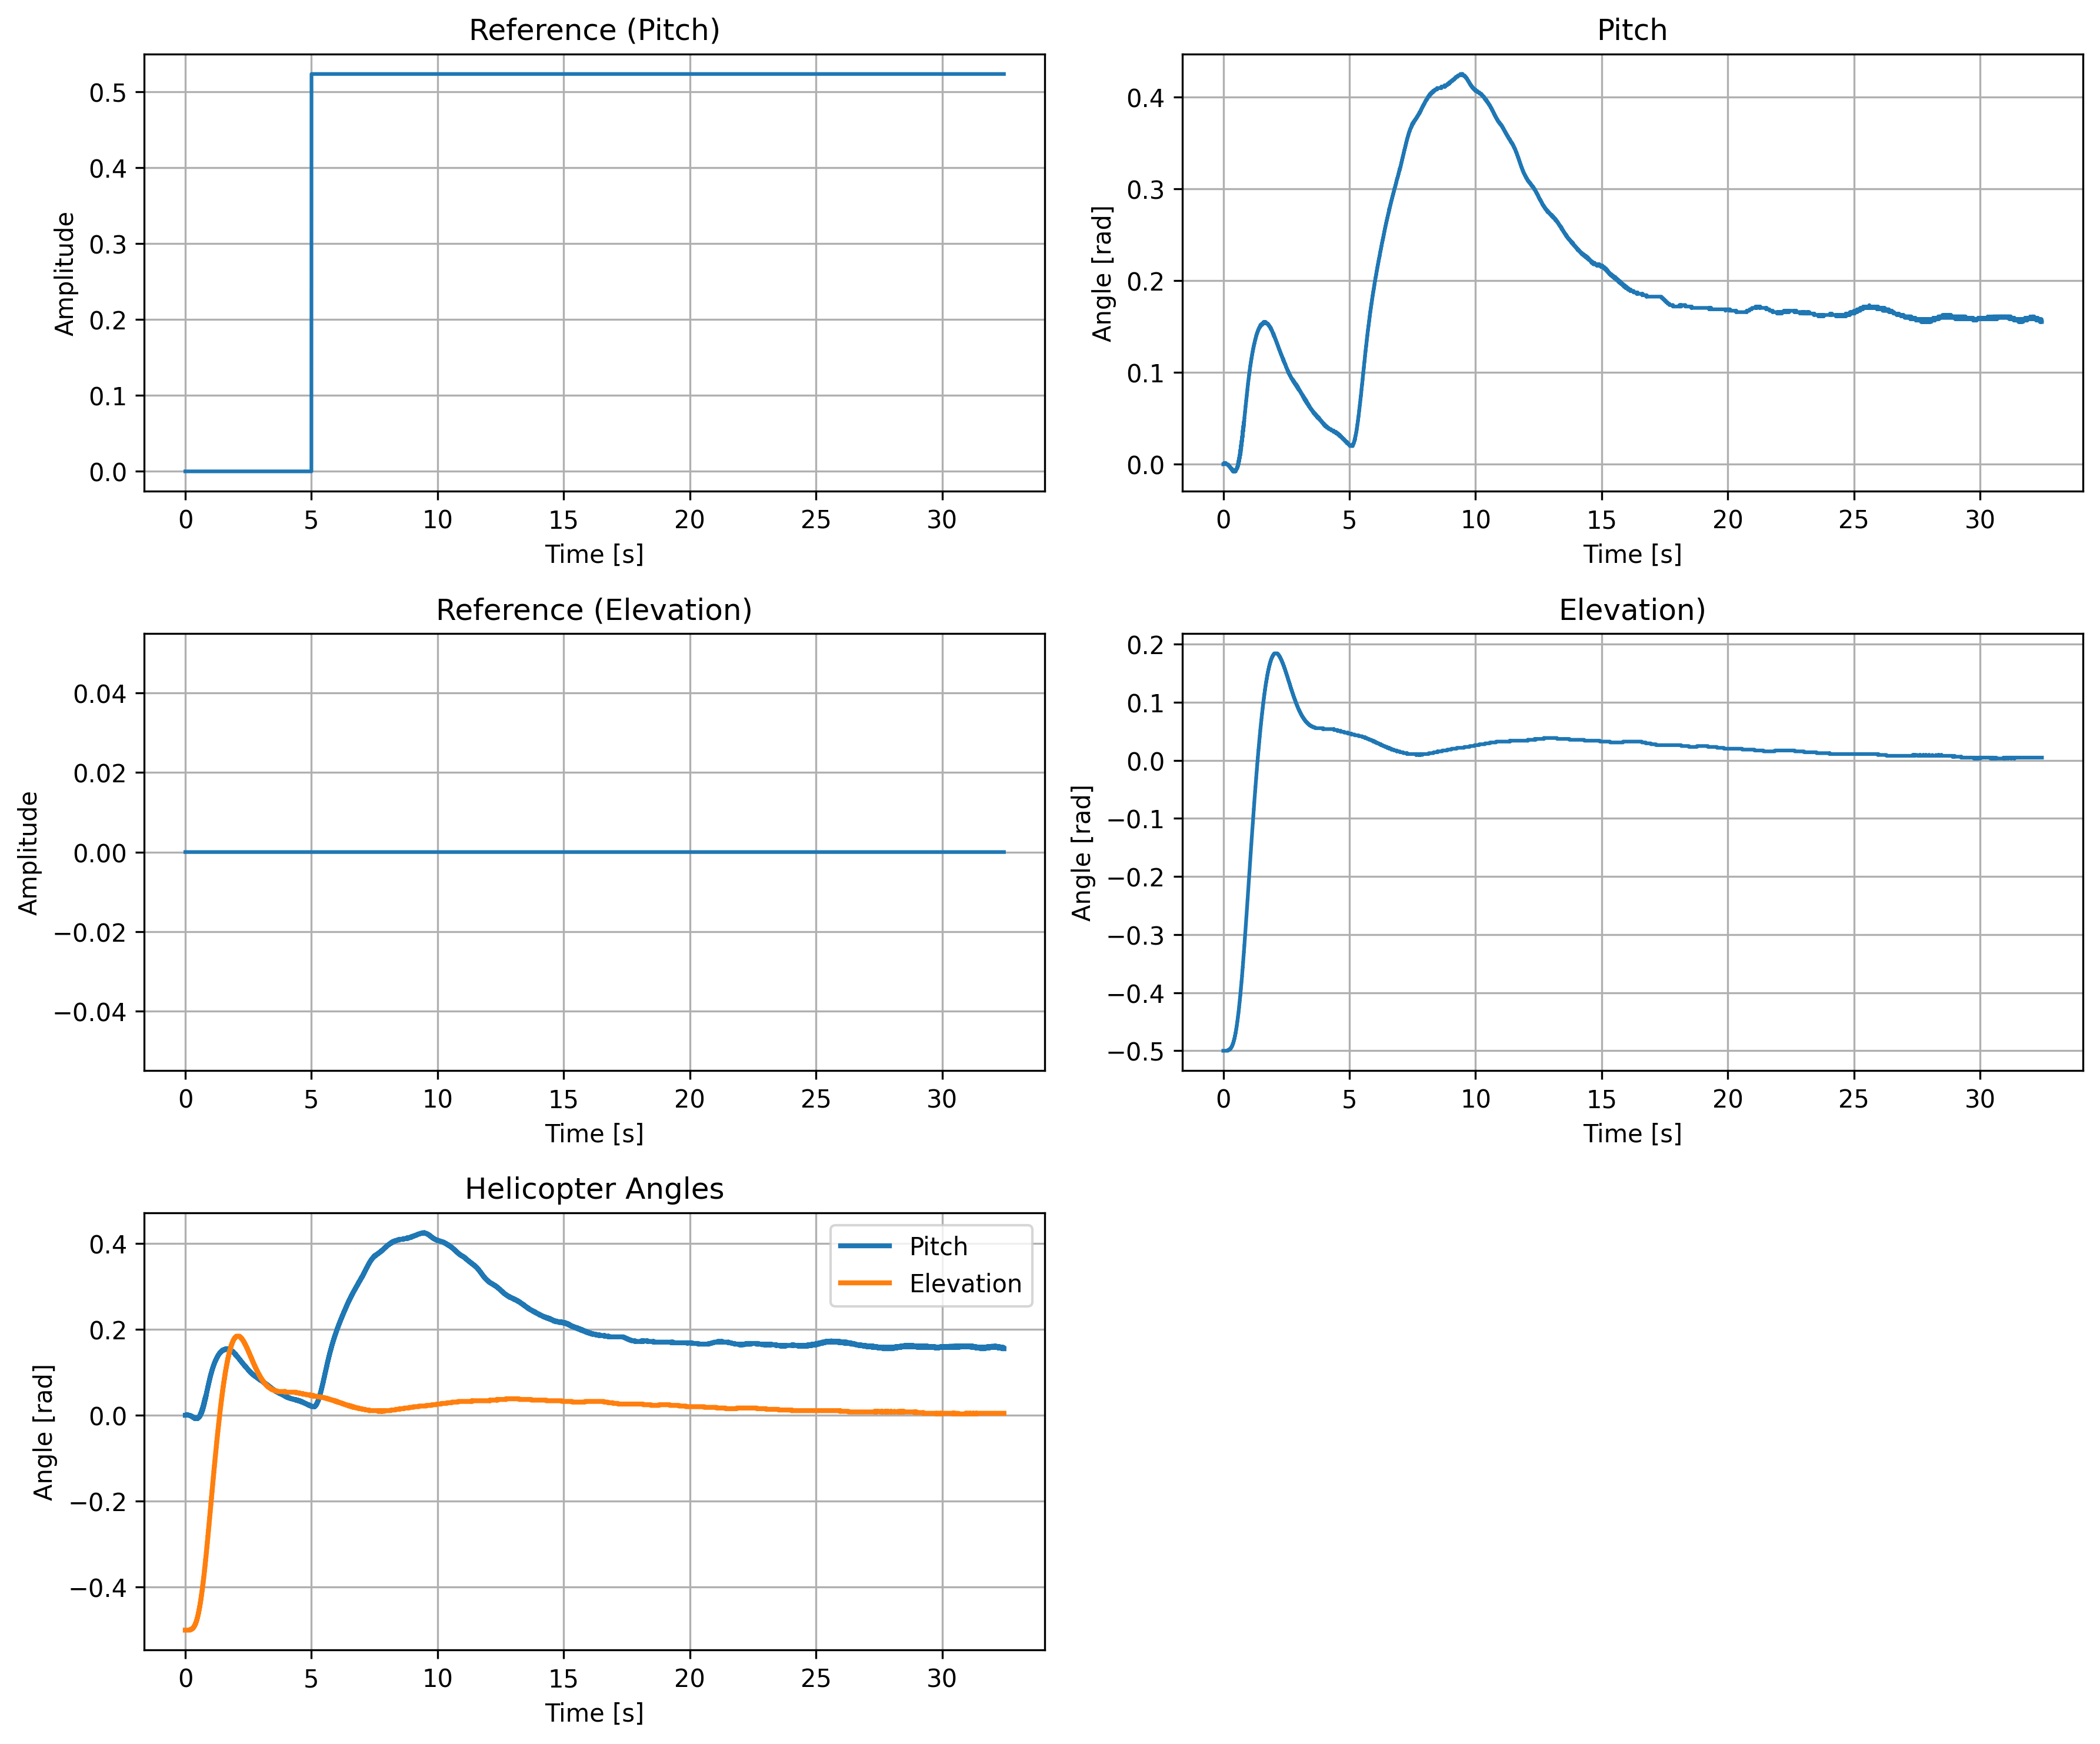 Reference (Pitch)
Amplitude
0.5
0.4
0.3
0.2
0.1
0.0
0 5 10 15 20 25 30
Time [s]
Pitch
Angle [rad]
0.4
0.3
0.2
0.1
0.0
0 5 10 15 20 25 30
Time [s]
Reference (Elevation)
Amplitude
0.04
0.02
0.00
−0.02
−0.04
0 5 10 15 20 25 30
Time [s]
Elevation)
Angle [rad]
0.2
0.1
0.0
−0.1
−0.2
−0.3
−0.4
−0.5
0 5 10 15 20 25 30
Time [s]
Helicopter Angles
Angle [rad]
0.4
0.2
0.0
−0.2
−0.4
Pitch
Elevation
0 5 10 15 20 25 30
Time [s]